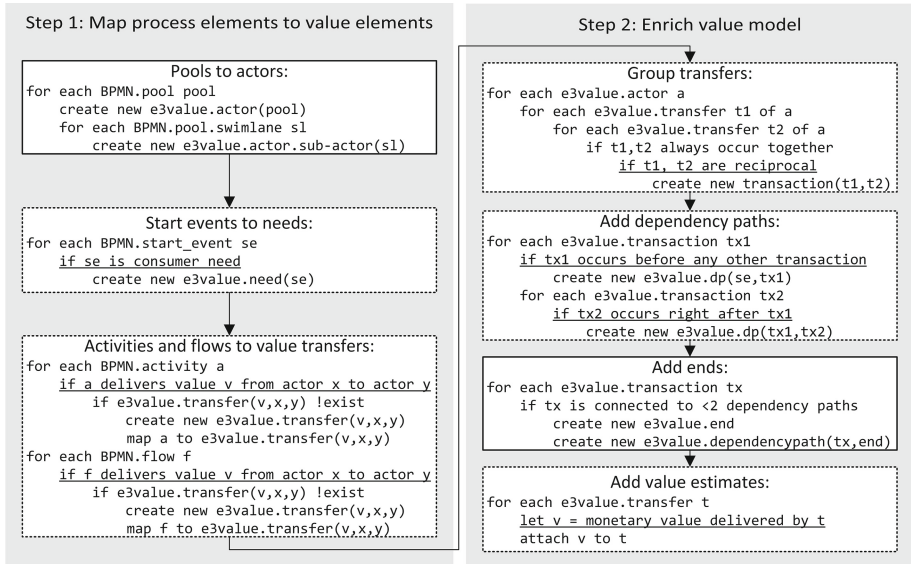 Step 1: Map process elements to value elements
Pools to actors:
for each BPMN.pool pool
create new e3value.actor(pool)
for each BPMN.pool.swimlane sl
create new e3value.actor.sub-actor(sl)
Start events to needs:
for each BPMN.start_event se
if se is consumer need
create new e3value.need(se)
Activities and flows to value transfers:
for each BPMN.activity a
if a delivers value v from actor x to actor y
if e3value.transfer(v,x,y) !exist
create new e3value.transfer(v,x,y)
map a to e3value.transfer(v,x,y)
for each BPMN.flow f
if f delivers value v from actor x to actor y
if e3value.transfer(v,x,y) !exist
create new e3value.transfer(v,x,y)
map f to e3value.transfer(v,x,y)
Step 2: Enrich value model
Group transfers:
for each e3value.actor a
for each e3value.transfer t1 of a
for each e3value.transfer t2 of a
if t1,t2 always occur together
if t1, t2 are reciprocal
create new transaction(t1,t2)
Add dependency paths:
for each e3value.transaction tx1
if tx1 occurs before any other transaction
create new e3value.dp(se,tx1)
for each e3value.transaction tx2
if tx2 occurs right after tx1
create new e3value.dp(tx1,tx2)
Add ends:
for each e3value.transaction tx
if tx is connected to <2 dependency paths
create new e3value.end
create new e3value.dependencypath(tx,end)
Add value estimates:
for each e3value.transfer t
let v = monetary value delivered by t
attach v to t